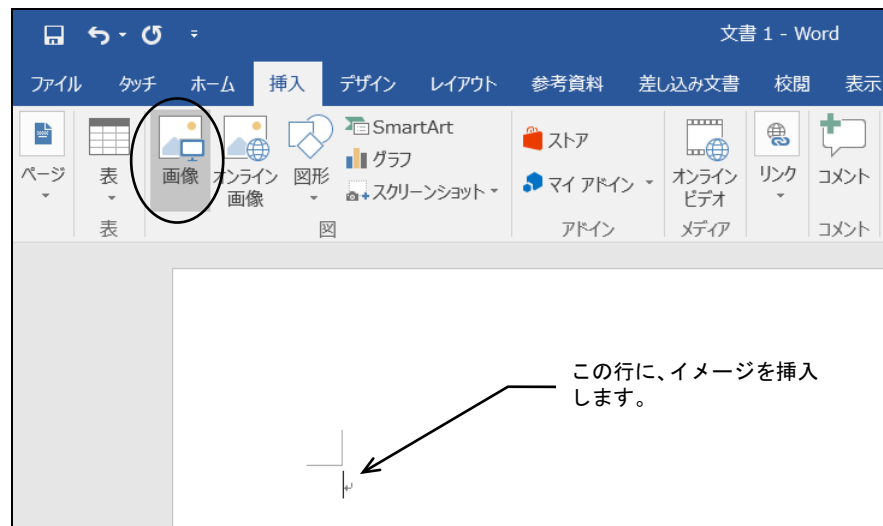 文書 1 - Word
ファイル タッチ ホーム 挿入 デザイン レイアウト 参考資料 差し込み文書 校閲 表示
ページ
表
画像
オンライン
画像
図形
SmartArt
グラフ
スクリーンショット
ストア
マイ アドイン
オンライン
ビデオ
リンク
コメント
表 図 アドイン メディア コメント
この行に、イメージを挿入
します。